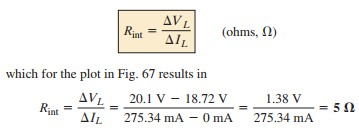 R_int = ΔV_L / ΔI_L (ohms, Ω)
which for the plot in Fig. 67 results in
R_int = ΔV_L / ΔI_L = 20.1 V − 18.72 V / 275.34 mA − 0 mA = 1.38 V / 275.34 mA = 5 Ω